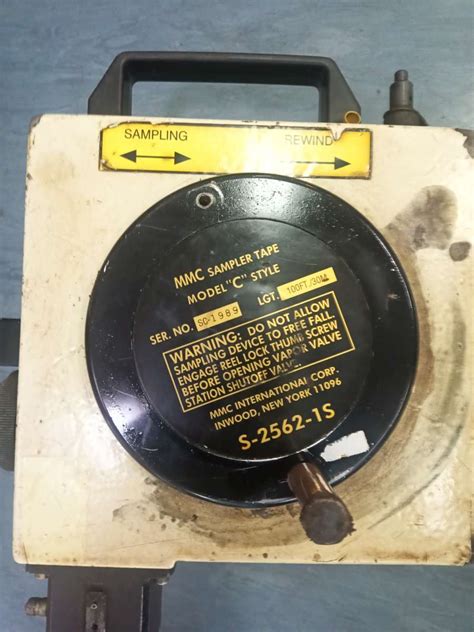 SAMPLING REWIND
MMC SAMPLER TAPE
MODEL "C" STYLE
SER. NO. SC-1989 LGT. 100FT./30M
WARNING: DO NOT ALLOW
SAMPLING DEVICE TO FREE FALL.
ENGAGE REEL LOCK THUMB SCREW
BEFORE OPENING VAPOR VALVE
STATION SHUTOFF VALVE.
MMC INTERNATIONAL CORP.
INWOOD, NEW YORK 11096
S-2562-1S